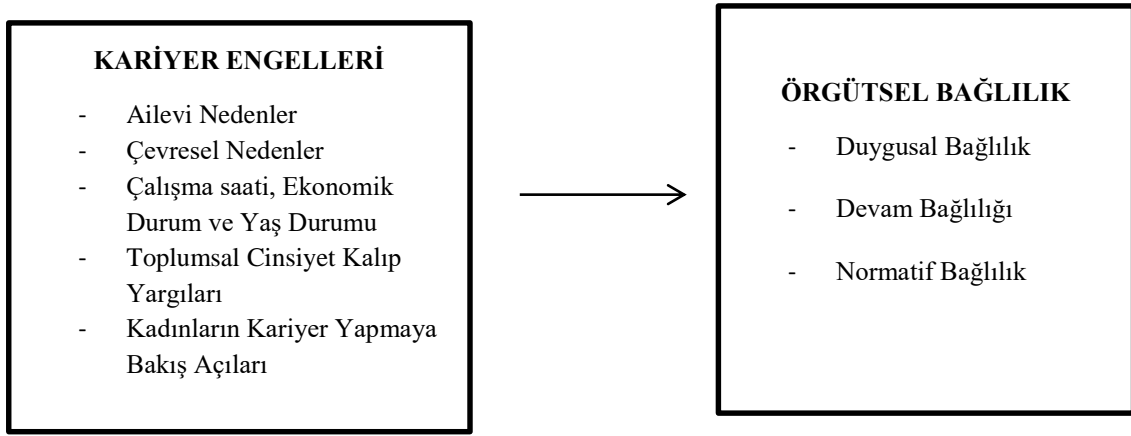 KARİYER ENGELLERİ
- Ailevi Nedenler
- Çevresel Nedenler
- Çalışma saati, Ekonomik
Durum ve Yaş Durumu
- Toplumsal Cinsiyet Kalıp
Yargıları
- Kadınların Kariyer Yapmaya
Bakış Açıları
ÖRGÜTSEL BAĞLILIK
- Duygusal Bağlılık
- Devam Bağlılığı
- Normatif Bağlılık